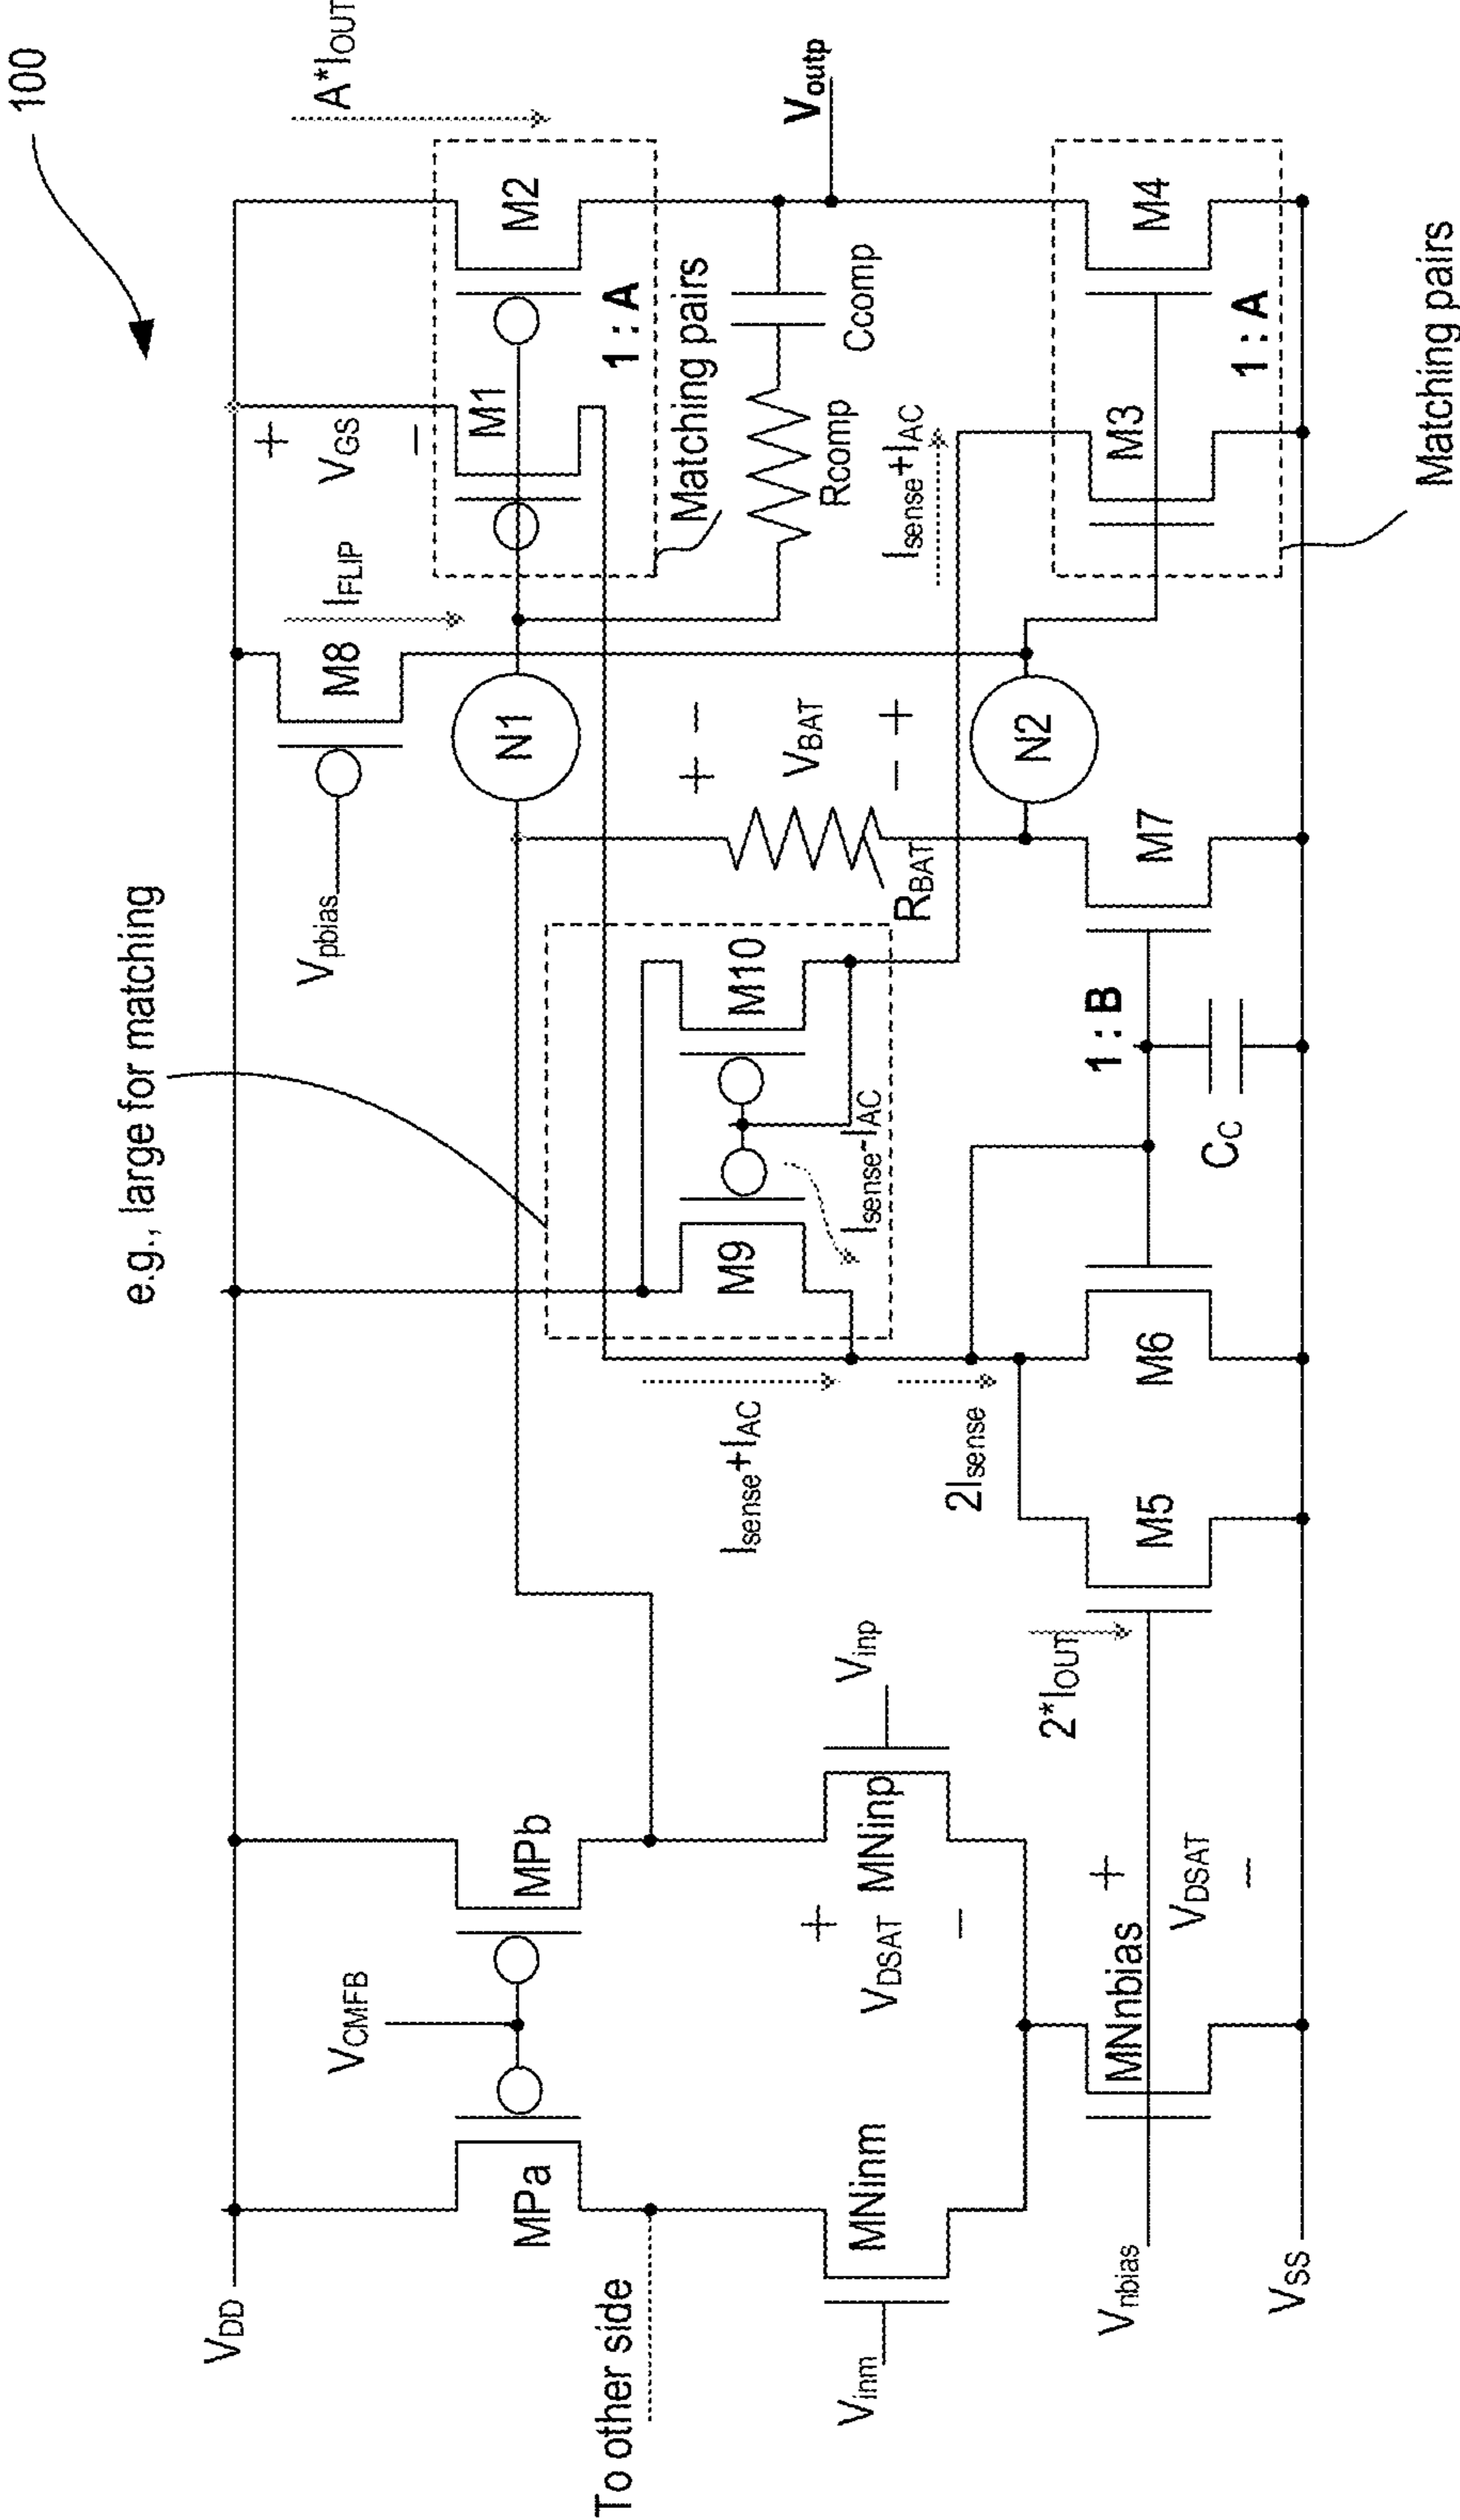 100
e.g., large for matching
VDD
VCMFB
MPa
MPb
To other side
Vinm
MNinm
Vinp
MNinp
+
VDSAT
−
Vnbias
MNnbias
+
VDSAT
−
VSS
2*IOUT
M5
M6
2Isense
Isense+IAC
M9
M10
Isense-IAC
Vpbias
M8
IFLIP
N1
+ −
VBAT
− +
RBAT
N2
M7
1 : B
CC
+
VGS
−
M1
M2
1 : A
A*IOUT
Matching pairs
Rcomp
Ccomp
Voutp
Isense+IAC
M3
M4
1 : A
Matching pairs